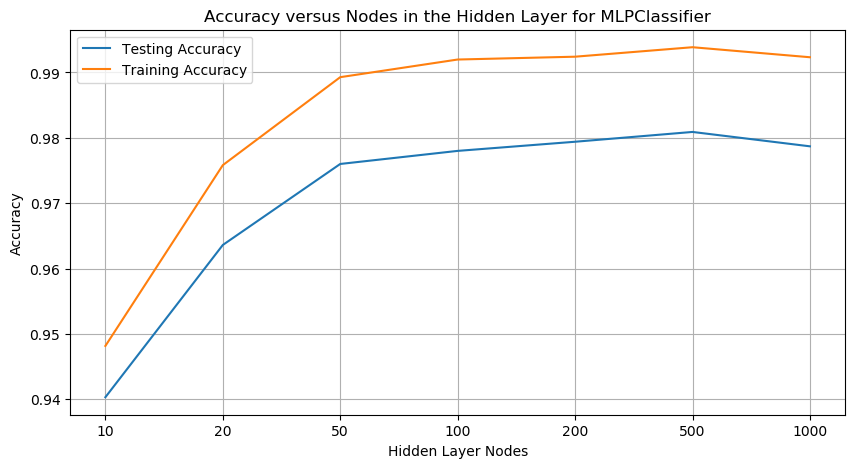 Accuracy versus Nodes in the Hidden Layer for MLPClassifier
Testing Accuracy
Training Accuracy
0.99
0.98
0.97
0.96
0.95
0.94
Accuracy
10 20 50 100 200 500 1000
Hidden Layer Nodes